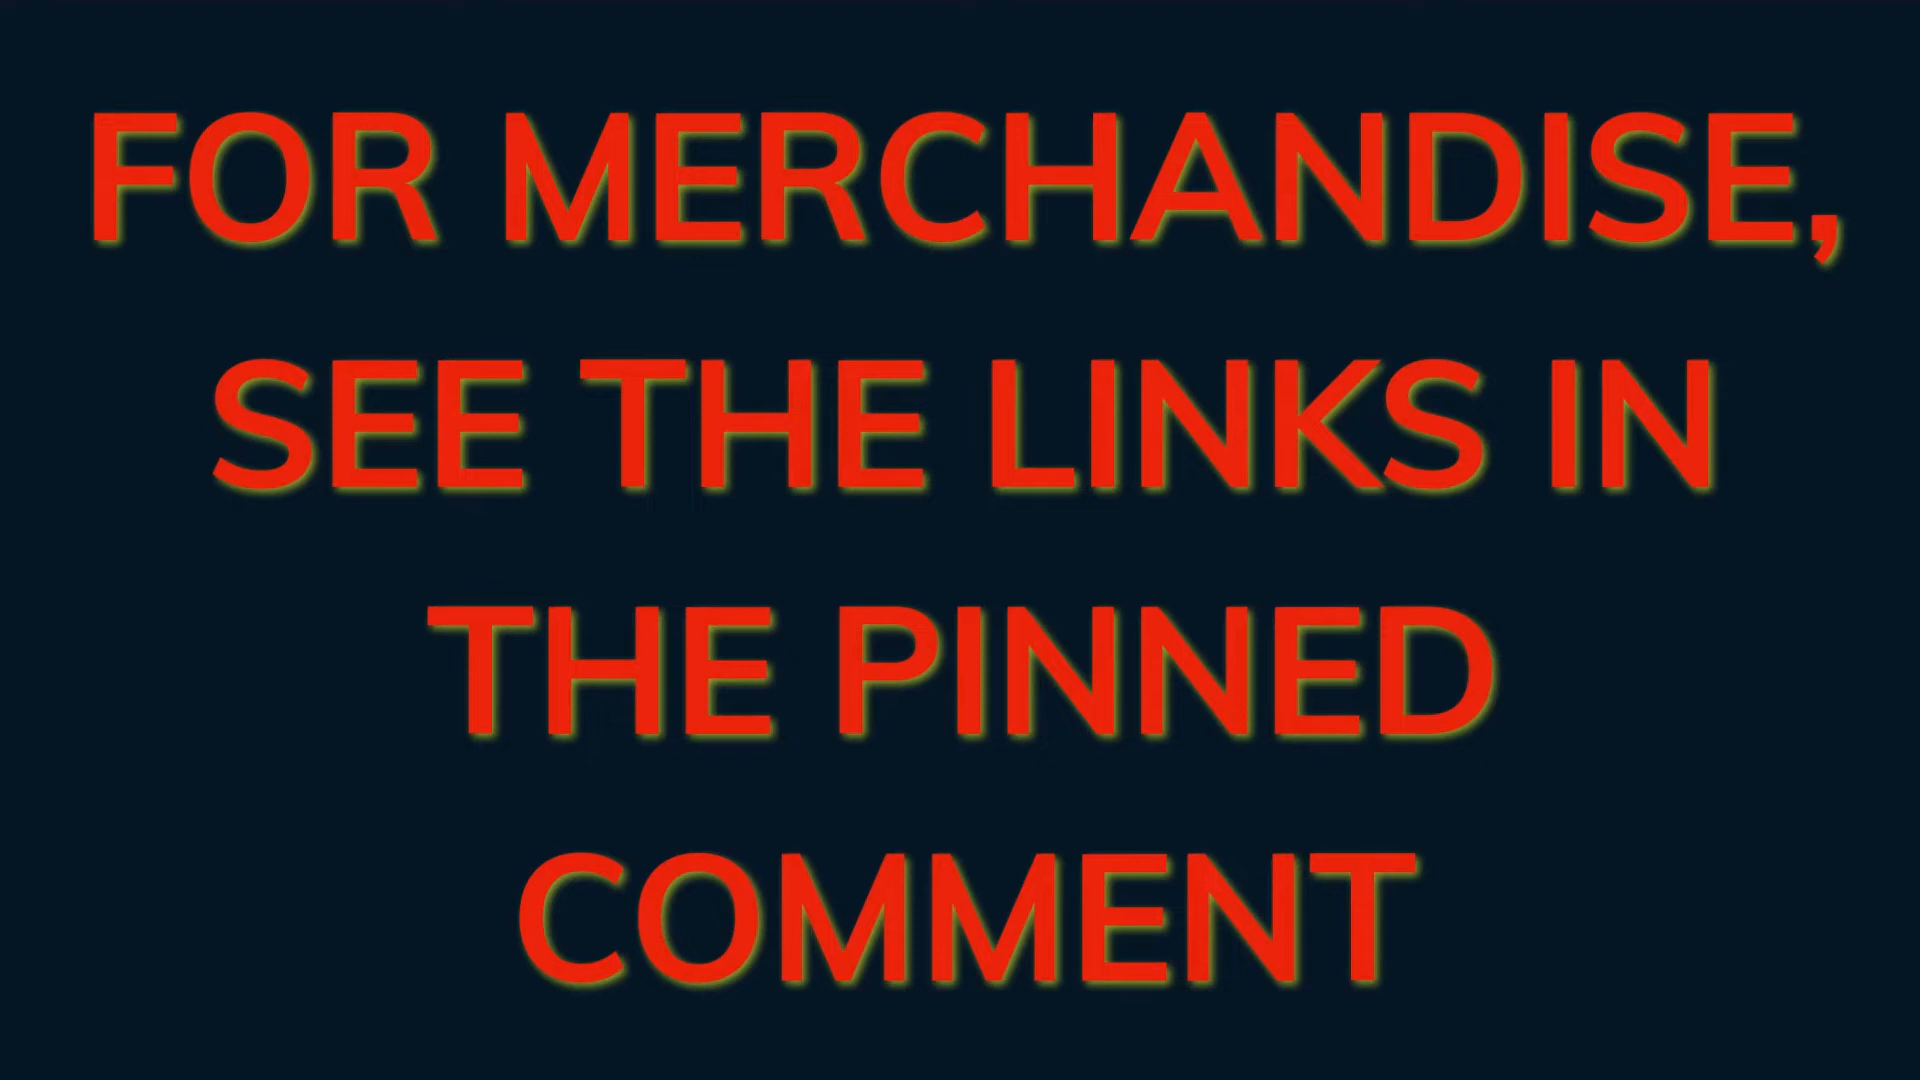 FOR MERCHANDISE,
SEE THE LINKS IN
THE PINNED
COMMENT